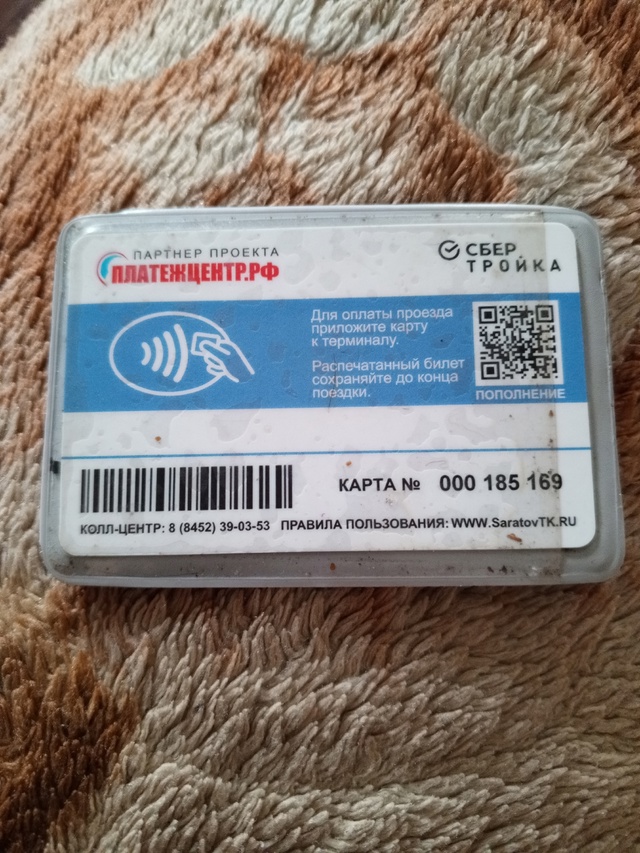 ПАРТНЕР ПРОЕКТА
ПЛАТЕЖЦЕНТР.РФ
СБЕР
ТРОЙКА
Для оплаты проезда
приложите карту
к терминалу.
Распечатанный билет
сохраняйте до конца
поездки.
ПОПОЛНЕНИЕ
КАРТА № 000 185 169
КОЛЛ-ЦЕНТР: 8 (8452) 39-03-53 ПРАВИЛА ПОЛЬЗОВАНИЯ: WWW.SaratovTK.RU